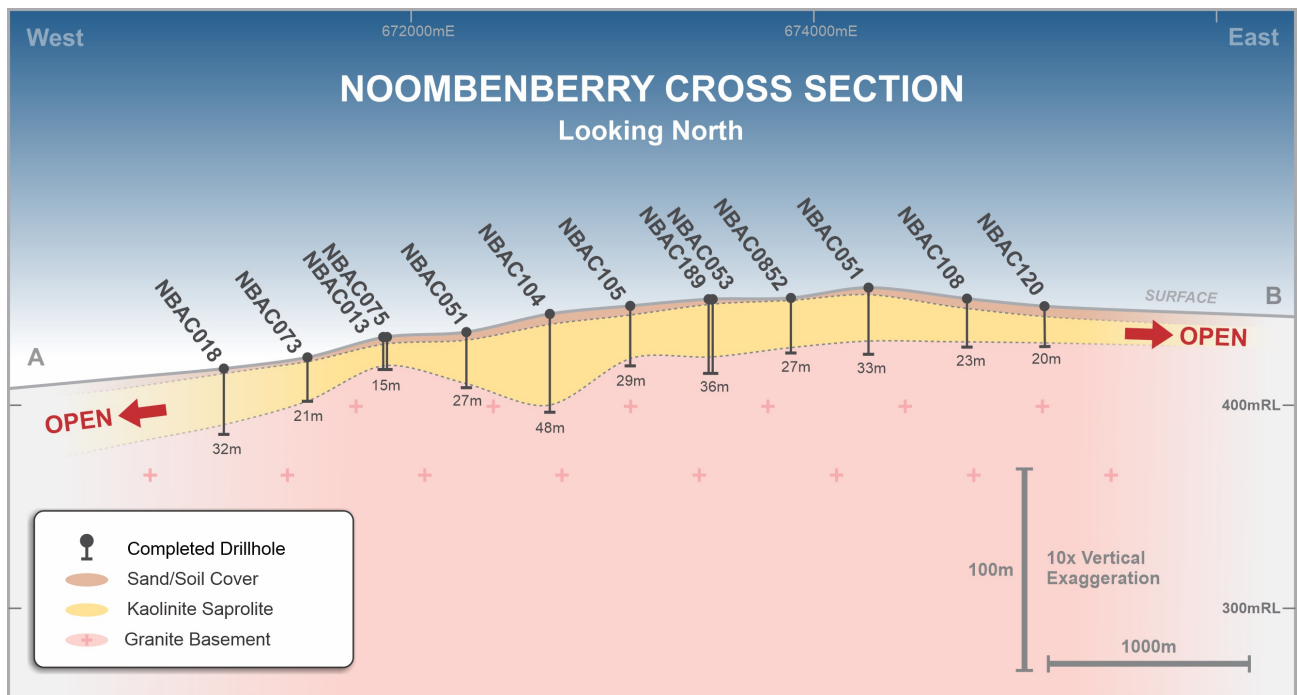 672000mE
674000mE
West
East
NOOMBENBERRY CROSS SECTION
Looking North
NBAC018
NBAC073
NBAC013
NBAC075
NBAC051
NBAC104
NBAC105
NBAC189
NBAC053
NBAC0852
NBAC051
NBAC108
NBAC120
SURFACE
A
B
OPEN
OPEN
32m
21m
15m
27m
48m
29m
36m
27m
33m
23m
20m
400mRL
300mRL
Completed Drillhole
Sand/Soil Cover
Kaolinite Saprolite
Granite Basement
100m
10x Vertical
Exaggeration
1000m